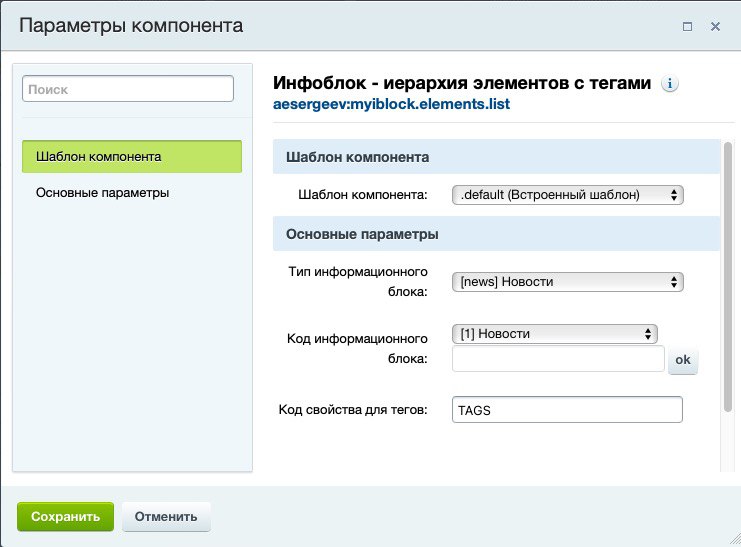 Параметры компонента
Поиск
Шаблон компонента
Основные параметры
Инфоблок - иерархия элементов с тегами
aesergeev:myiblock.elements.list
Шаблон компонента
Шаблон компонента: .default (Встроенный шаблон)
Основные параметры
Тип информационного
блока:
[news] Новости
Код информационного
блока:
[1] Новости
ok
Код свойства для тегов: TAGS
Сохранить Отменить